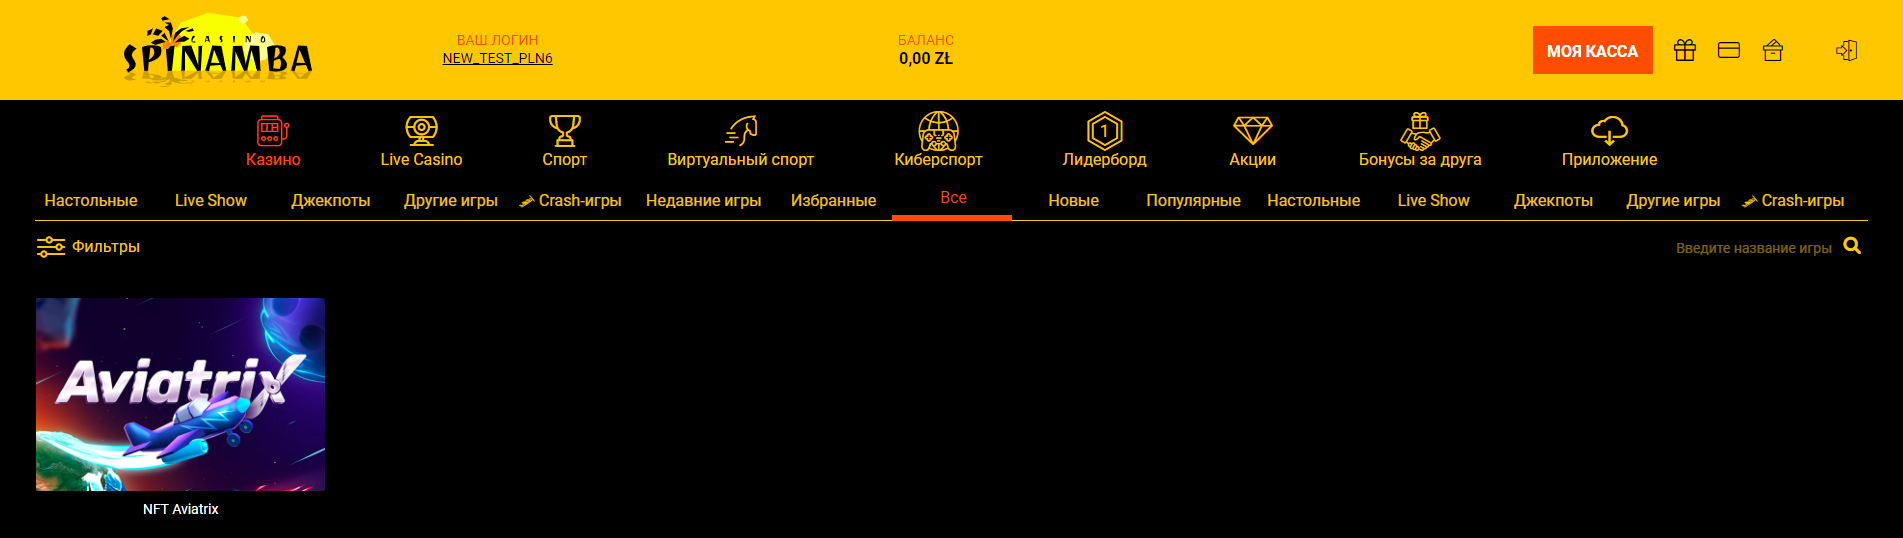 CASINO
SPINAMBA
ВАШ ЛОГИН
NEW_TEST_PLN6
БАЛАНС
0,00 ZŁ
МОЯ КАССА
Казино
Live Casino
Спорт
Виртуальный спорт
Киберспорт
1
Лидерборд
Акции
Бонусы за друга
Приложение
Настольные
Live Show
Джекпоты
Другие игры
Crash-игры
Недавние игры
Избранные
Все
Новые
Популярные
Настольные
Live Show
Джекпоты
Другие игры
Crash-игры
Фильтры
Введите название игры
Aviatrix
NFT Aviatrix